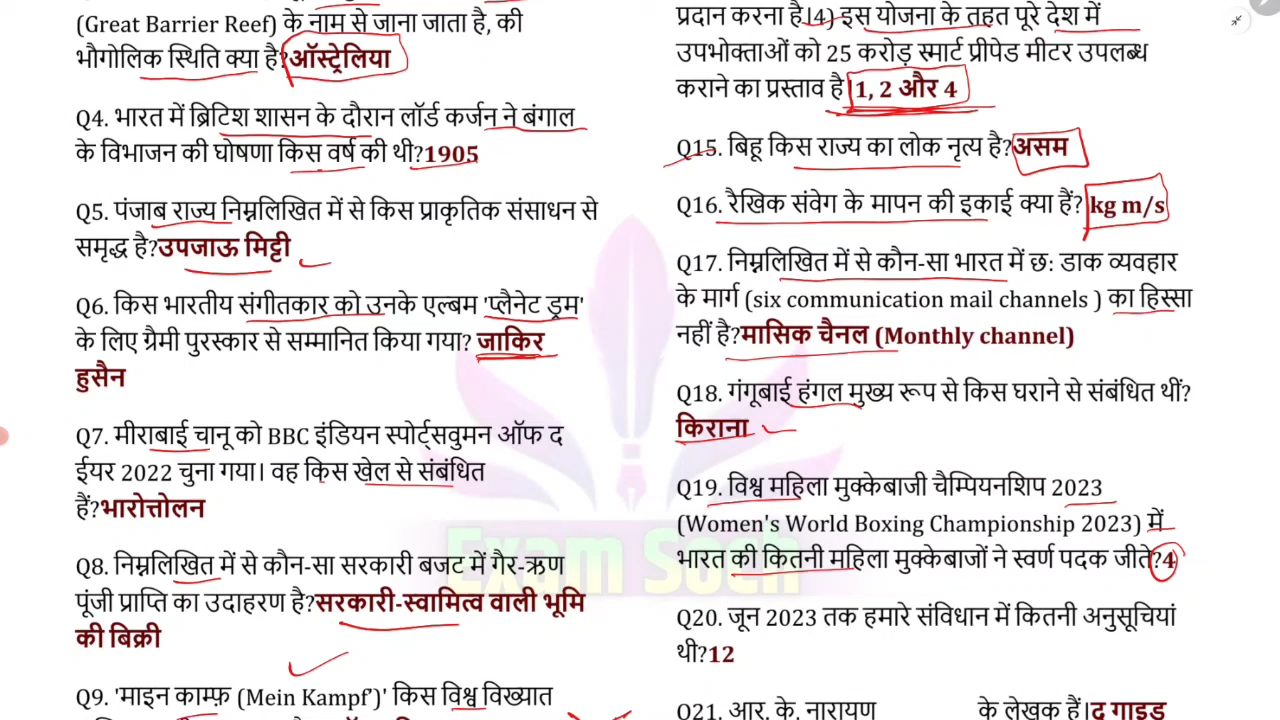 (Great Barrier Reef) के नाम से जाना जाता है, की
भौगोलिक स्थिति क्या है?ऑस्ट्रेलिया
Q4. भारत में ब्रिटिश शासन के दौरान लॉर्ड कर्जन ने बंगाल
के विभाजन की घोषणा किस वर्ष की थी?1905
Q5. पंजाब राज्य निम्नलिखित में से किस प्राकृतिक संसाधन से
समृद्ध है?उपजाऊ मिट्टी
Q6. किस भारतीय संगीतकार को उनके एल्बम 'प्लैनेट ड्रम'
के लिए ग्रैमी पुरस्कार से सम्मानित किया गया? जाकिर
हुसैन
Q7. मीराबाई चानू को BBC इंडियन स्पोर्ट्सवुमन ऑफ द
ईयर 2022 चुना गया। वह किस खेल से संबंधित
हैं?भारोत्तोलन
Q8. निम्नलिखित में से कौन-सा सरकारी बजट में गैर-ऋण
पूंजी प्राप्ति का उदाहरण है?सरकारी-स्वामित्व वाली भूमि
की बिक्री
Q9. 'माइन काम्फ़ (Mein Kampf')' किस विश्व विख्यात
प्रदान करना है।4) इस योजना के तहत पूरे देश में
उपभोक्ताओं को 25 करोड़ स्मार्ट प्रीपेड मीटर उपलब्ध
कराने का प्रस्ताव है।1, 2 और 4
Q15. बिहू किस राज्य का लोक नृत्य है?असम
Q16. रैखिक संवेग के मापन की इकाई क्या हैं? kg m/s
Q17. निम्नलिखित में से कौन-सा भारत में छ: डाक व्यवहार
के मार्ग (six communication mail channels ) का हिस्सा
नहीं है?मासिक चैनल (Monthly channel)
Q18. गंगूबाई हंगल मुख्य रूप से किस घराने से संबंधित थीं?
किराना
Q19. विश्व महिला मुक्केबाजी चैम्पियनशिप 2023
(Women's World Boxing Championship 2023) में
भारत की कितनी महिला मुक्केबाजों ने स्वर्ण पदक जीते?4
Q20. जून 2023 तक हमारे संविधान में कितनी अनुसूचियां
थी?12
Q21. आर. के. नारायण के लेखक हैं।द गाइड
Exam Soch